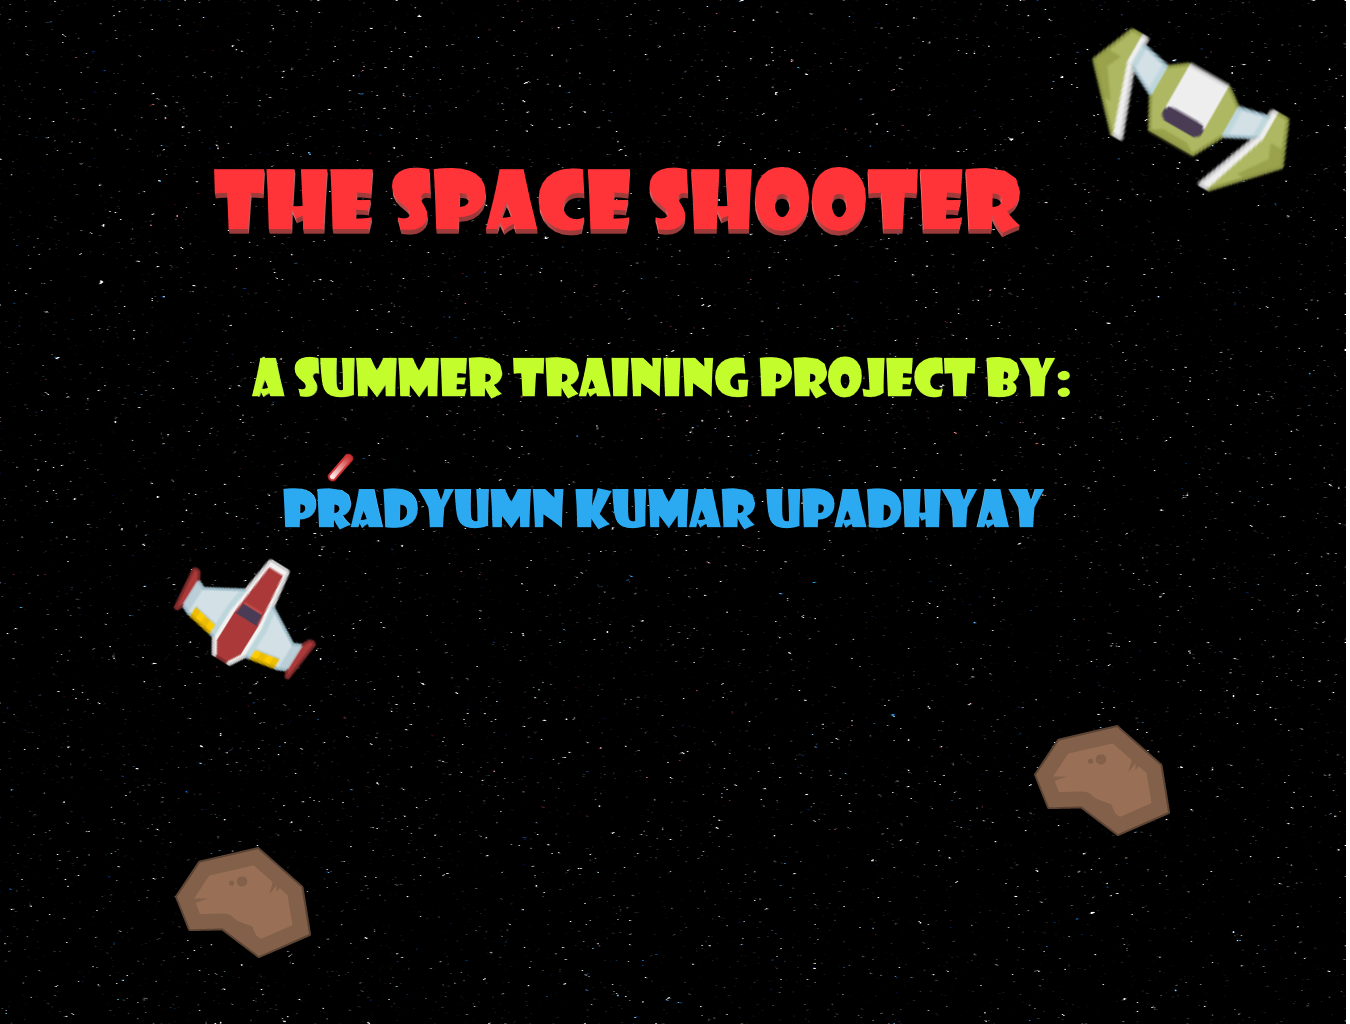 THE SPACE SHOOTER
A SUMMER TRAINING PROJECT BY:
PRADYUMN KUMAR UPADHYAY